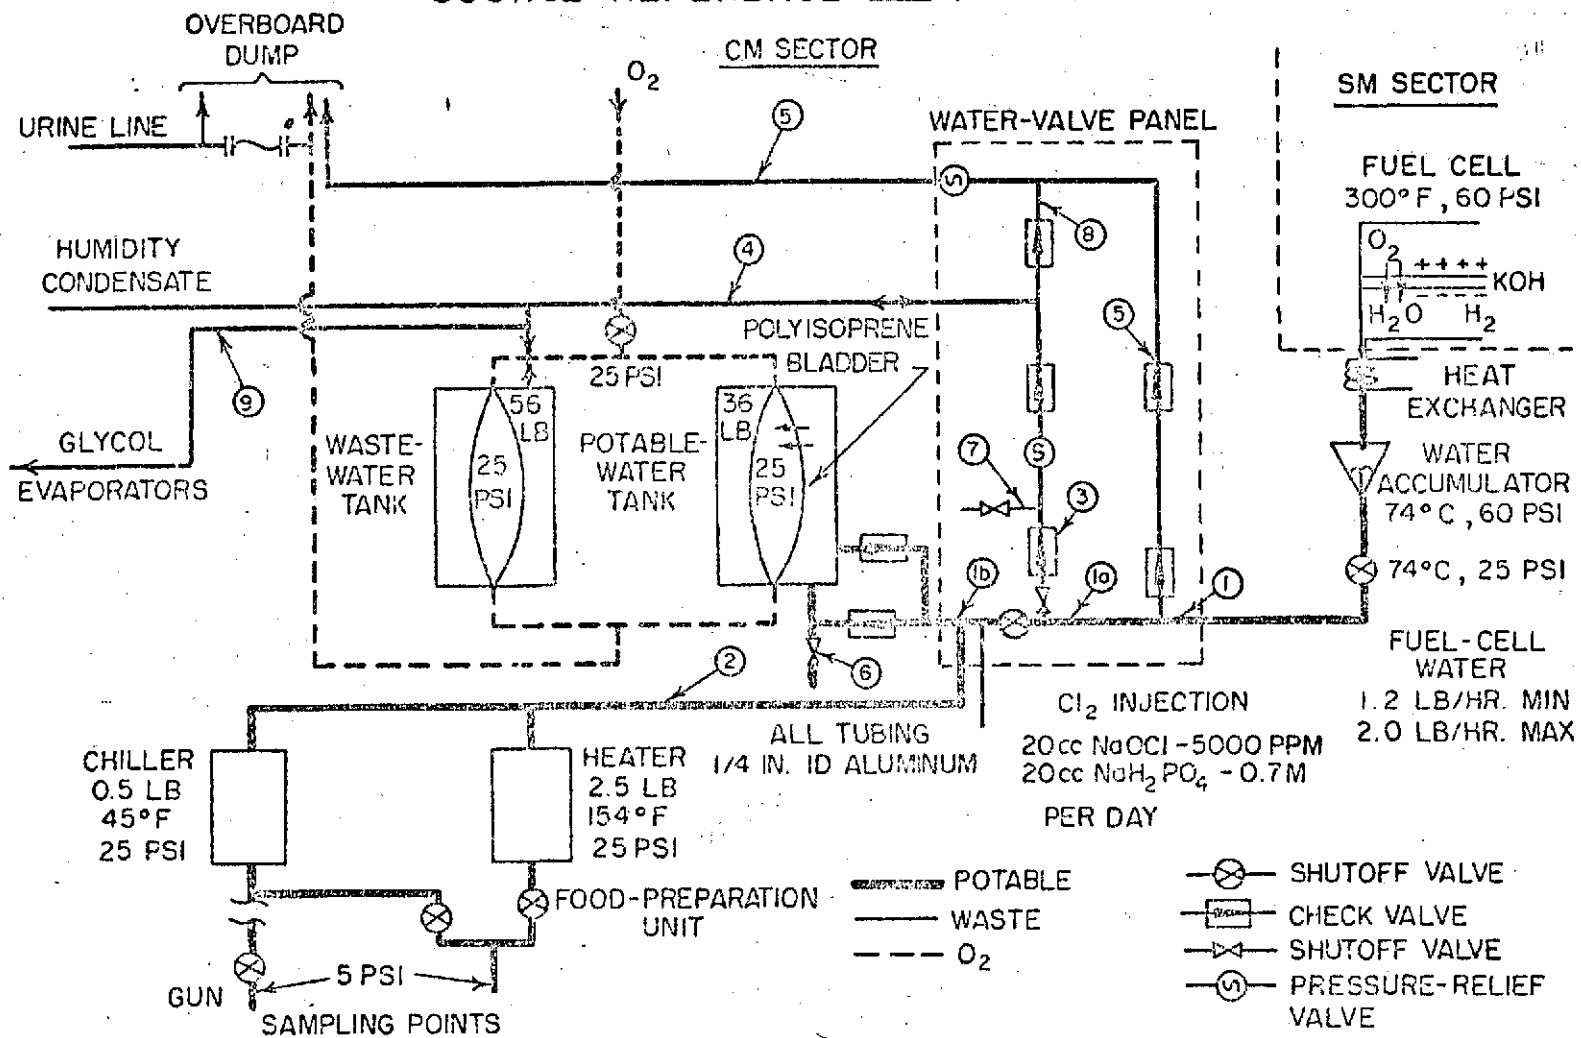 OVERBOARD
DUMP
CM SECTOR
O2
SM SECTOR
URINE LINE
5
WATER-VALVE PANEL
FUEL CELL
300°F, 60 PSI
S
8
HUMIDITY
CONDENSATE
4
O2
++++
KOH
H2O
H2
POLYISOPRENE
BLADDER
5
25 PSI
HEAT
EXCHANGER
9
56
LB
36
LB
GLYCOL
EVAPORATORS
WASTE-
WATER
TANK
25
PSI
POTABLE-
WATER
TANK
25
PSI
S
7
3
WATER
ACCUMULATOR
74°C, 60 PSI
74°C, 25 PSI
1b
1a
1
6
2
FUEL-CELL
WATER
1.2 LB/HR. MIN
2.0 LB/HR. MAX
Cl2 INJECTION
20cc NaOCl-5000 PPM
20cc NaH2PO4-0.7M
PER DAY
ALL TUBING
1/4 IN. ID ALUMINUM
CHILLER
0.5 LB
45°F
25 PSI
HEATER
2.5 LB
154°F
25 PSI
FOOD-PREPARATION
UNIT
POTABLE
WASTE
O2
SHUTOFF VALVE
CHECK VALVE
SHUTOFF VALVE
S
PRESSURE-RELIEF
VALVE
5 PSI
GUN
SAMPLING POINTS